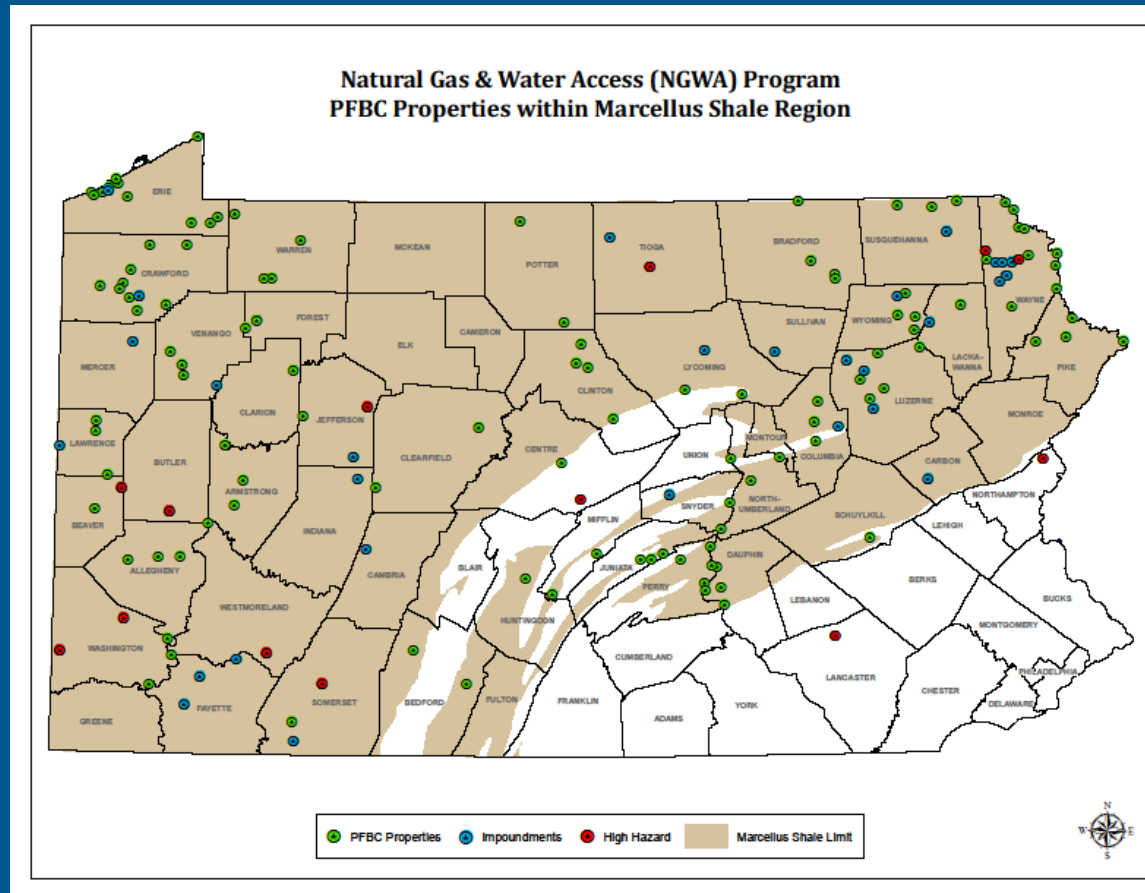 Natural Gas & Water Access (NGWA) Program
PFBC Properties within Marcellus Shale Region
ERIE
CRAWFORD
WARREN
MCKEAN
POTTER
TIOGA
BRADFORD
SUSQUEHANNA
WAYNE
VENANGO
FOREST
ELK
CAMERON
SULLIVAN
WYOMING
LACKA-
WANNA
PIKE
MERCER
CLARION
JEFFERSON
CLINTON
LYCOMING
LUZERNE
MONROE
LAWRENCE
BUTLER
ARMSTRONG
CLEARFIELD
CENTRE
UNION
MONTOUR
COLUMBIA
CARBON
NORTHAMPTON
BEAVER
INDIANA
MIFFLIN
SNYDER
NORTH-
UMBERLAND
SCHUYLKILL
LEHIGH
ALLEGHENY
CAMBRIA
BLAIR
JUNIATA
PERRY
DAUPHIN
LEBANON
BERKS
BUCKS
WESTMORELAND
HUNTINGDON
MONTGOMERY
WASHINGTON
CUMBERLAND
LANCASTER
CHESTER
PHILADELPHIA
DELAWARE
GREENE
FAYETTE
SOMERSET
BEDFORD
FULTON
FRANKLIN
ADAMS
YORK
PFBC Properties Impoundments High Hazard Marcellus Shale Limit
N
W E
S